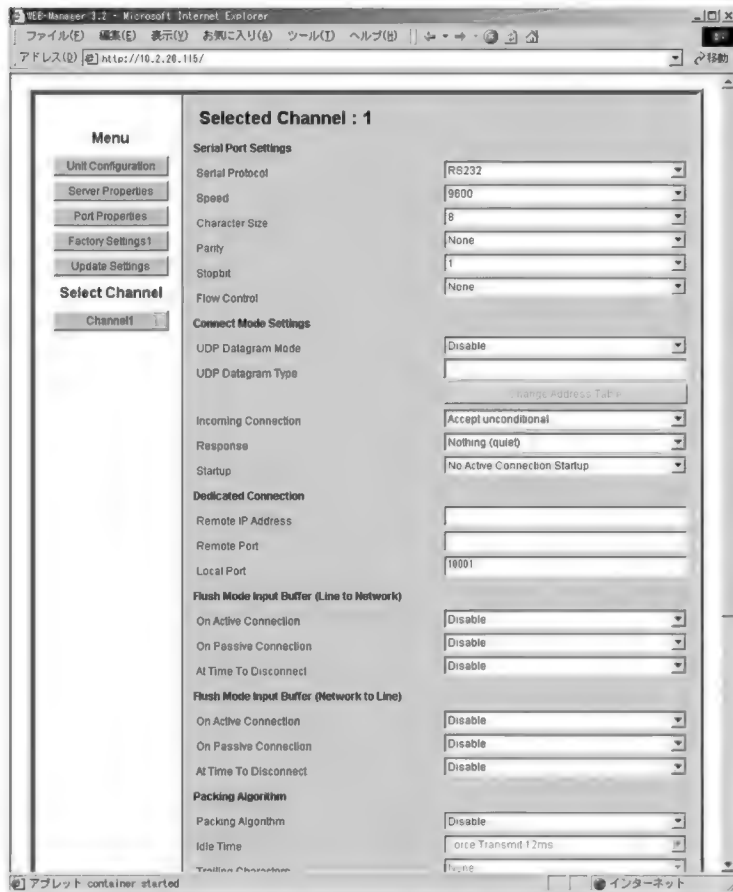 WEB-Manager 3.2 - Microsoft Internet Explorer
ファイル(F) 編集(E) 表示(V) お気に入り(A) ツール(T) ヘルプ(H)
アドレス(D) http://10.2.20.115/ 移動
Menu
Unit Configuration
Server Properties
Port Properties
Factory Settings1
Update Settings
Select Channel
Channel1
Selected Channel : 1
Serial Port Settings
Serial Protocol RS232
Speed 9600
Character Size 8
Parity None
Stopbit 1
Flow Control None
Connect Mode Settings
UDP Datagram Mode Disable
UDP Datagram Type
Change Address Table
Incoming Connection Accept unconditional
Response Nothing (quiet)
Startup No Active Connection Startup
Dedicated Connection
Remote IP Address
Remote Port
Local Port 10001
Flush Mode Input Buffer (Line to Network)
On Active Connection Disable
On Passive Connection Disable
At Time To Disconnect Disable
Flush Mode Input Buffer (Network to Line)
On Active Connection Disable
On Passive Connection Disable
At Time To Disconnect Disable
Packing Algorithm
Packing Algorithm Disable
Idle Time orce Transmit 12ms
Trailing Characters None
アプレット container started インターネット